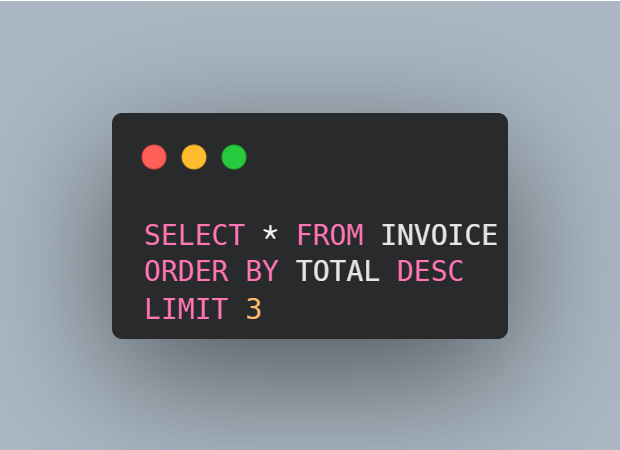 SELECT * FROM INVOICE
ORDER BY TOTAL DESC
LIMIT 3